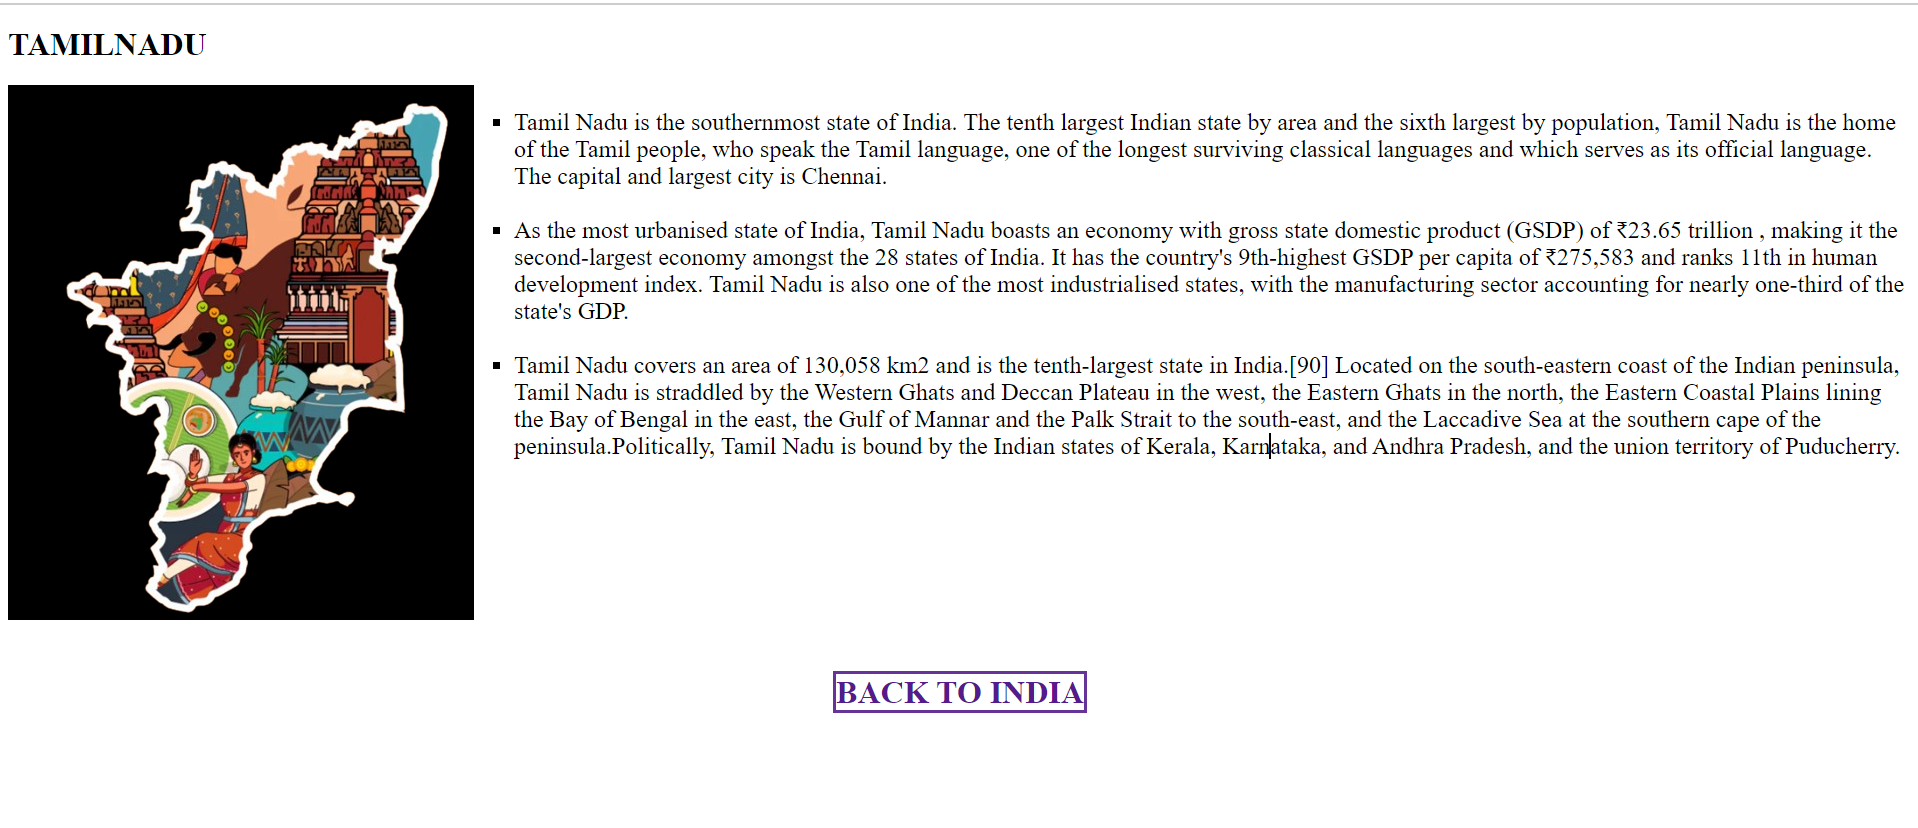 TAMILNADU
Tamil Nadu is the southernmost state of India. The tenth largest Indian state by area and the sixth largest by population, Tamil Nadu is the home
of the Tamil people, who speak the Tamil language, one of the longest surviving classical languages and which serves as its official language.
The capital and largest city is Chennai.
As the most urbanised state of India, Tamil Nadu boasts an economy with gross state domestic product (GSDP) of ₹23.65 trillion , making it the
second-largest economy amongst the 28 states of India. It has the country's 9th-highest GSDP per capita of ₹275,583 and ranks 11th in human
development index. Tamil Nadu is also one of the most industrialised states, with the manufacturing sector accounting for nearly one-third of the
state's GDP.
Tamil Nadu covers an area of 130,058 km2 and is the tenth-largest state in India.[90] Located on the south-eastern coast of the Indian peninsula,
Tamil Nadu is straddled by the Western Ghats and Deccan Plateau in the west, the Eastern Ghats in the north, the Eastern Coastal Plains lining
the Bay of Bengal in the east, the Gulf of Mannar and the Palk Strait to the south-east, and the Laccadive Sea at the southern cape of the
peninsula.Politically, Tamil Nadu is bound by the Indian states of Kerala, Karnataka, and Andhra Pradesh, and the union territory of Puducherry.
BACK TO INDIA